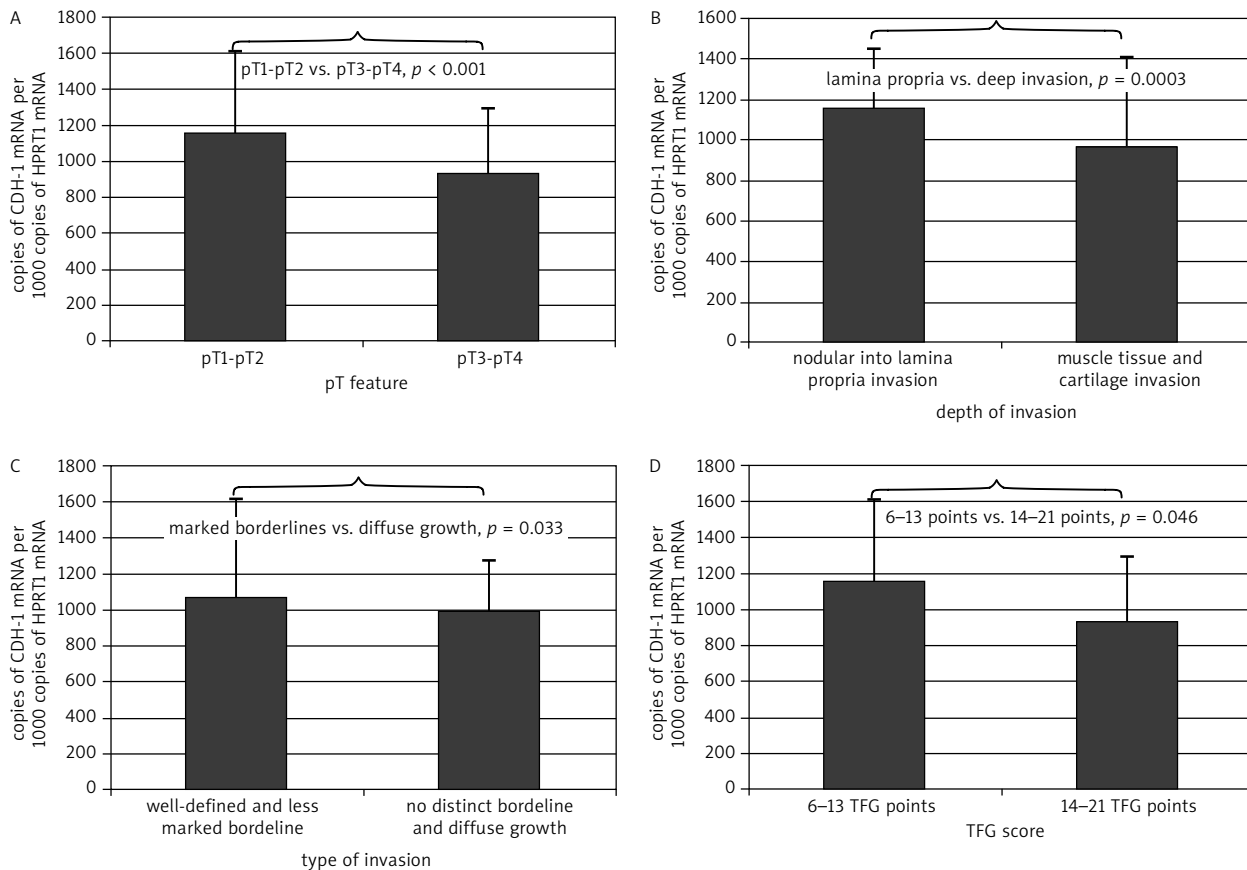 A
copies of CDH-1 mRNA per
1000 copies of HPRT1 mRNA
1800
1600
1400
1200
1000
800
600
400
200
0
pT1-pT2 vs. pT3-pT4, p < 0.001
pT1-pT2 pT3-pT4
pT feature
B
copies of CDH-1 mRNA per
1000 copies of HPRT1 mRNA
1600
1400
1200
1000
800
600
400
200
0
lamina propria vs. deep invasion, p = 0.0003
nodular into lamina muscle tissue and
propria invasion cartilage invasion
depth of invasion
C
copies of CDH-1 mRNA per
1000 copies of HPRT1 mRNA
1800
1600
1400
1200
1000
800
600
400
200
0
marked borderlines vs. diffuse growth, p = 0.033
well-defined and less no distinct bordeline
marked bordeline and diffuse growth
type of invasion
D
copies of CDH-1 mRNA per
1000 copies of HPRT1 mRNA
1800
1600
1400
1200
1000
800
600
400
200
0
6–13 points vs. 14–21 points, p = 0.046
6–13 TFG points 14–21 TFG points
TFG score